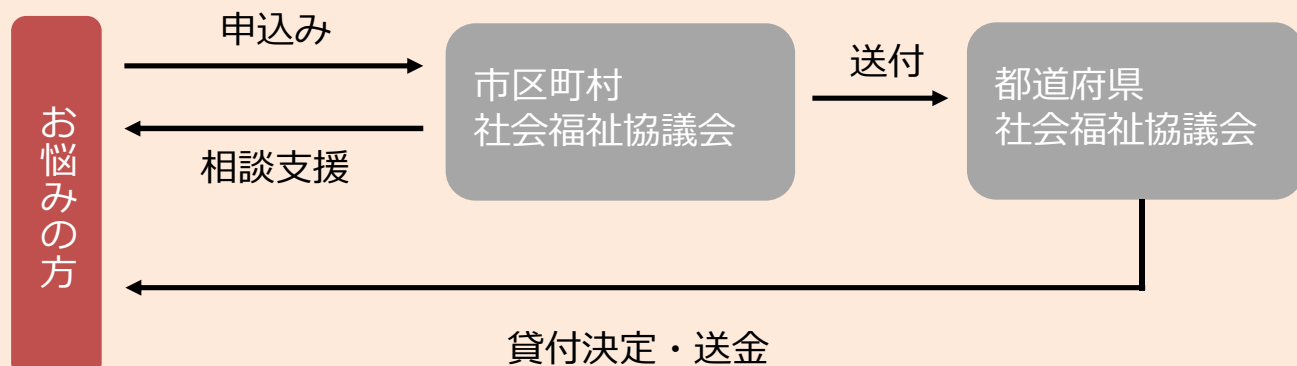 お悩みの方
申込み
相談支援
市区町村
社会福祉協議会
送付
都道府県
社会福祉協議会
貸付決定・送金